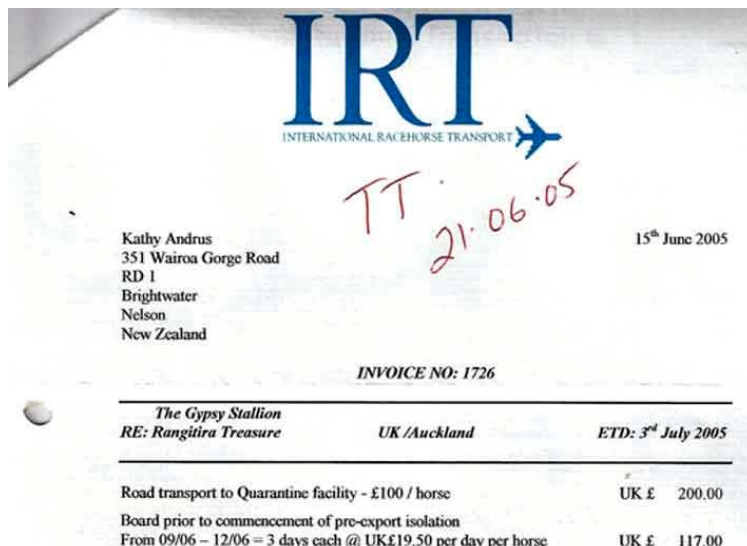 IRT
INTERNATIONAL RACEHORSE TRANSPORT
TT.
21.06.05
Kathy Andrus
15th June 2005
351 Wairoa Gorge Road
RD 1
Brightwater
Nelson
New Zealand
INVOICE NO: 1726
The Gypsy Stallion
RE: Rangitira Treasure UK /Auckland ETD: 3rd July 2005
Road transport to Quarantine facility - £100 / horse UK £ 200.00
Board prior to commencement of pre-export isolation
From 09/06 – 12/06 = 3 days each @ UK£19.50 per day per horse UK £ 117.00